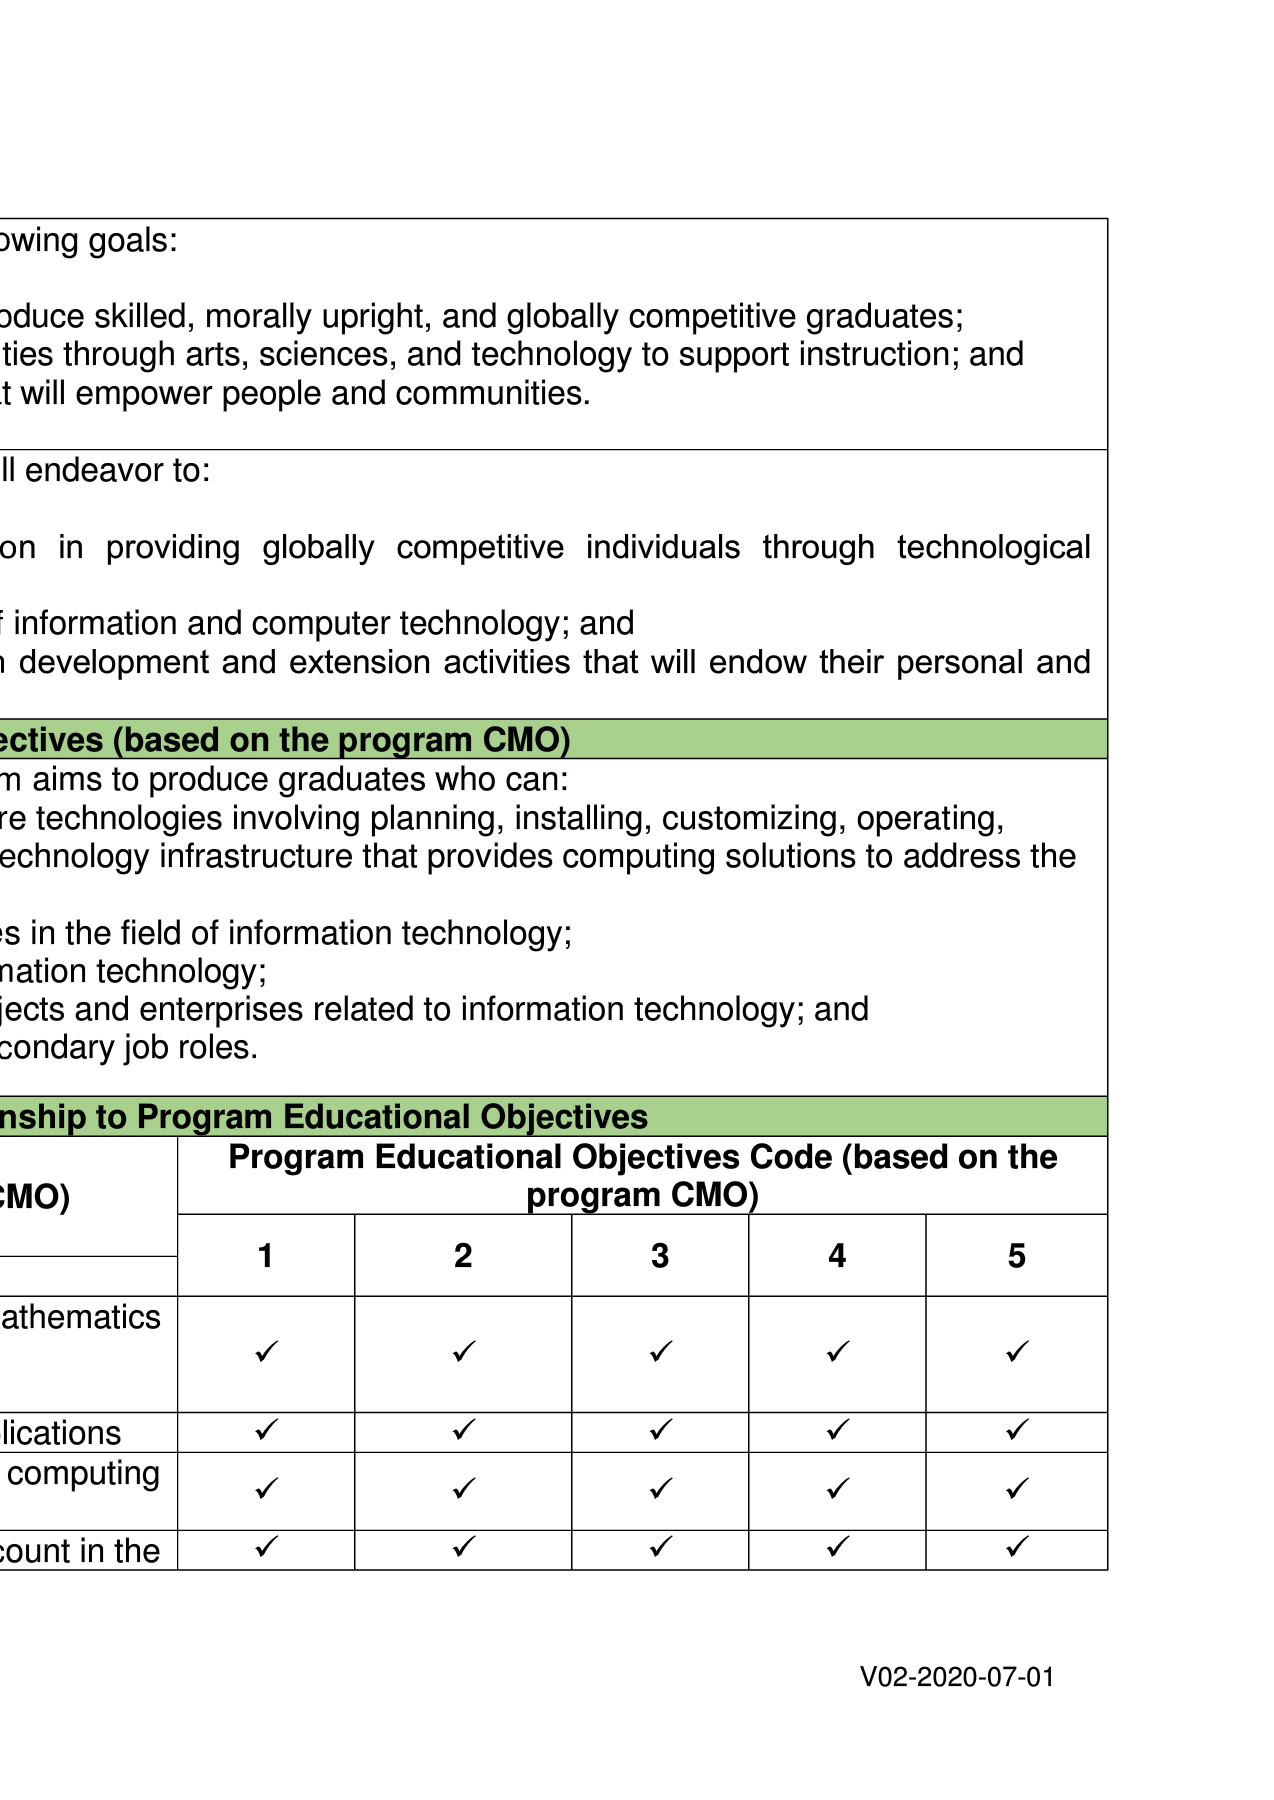 owing goals:
oduce skilled, morally upright, and globally competitive graduates;
ties through arts, sciences, and technology to support instruction; and
t will empower people and communities.
ll endeavor to:
on in providing globally competitive individuals through technological
f information and computer technology; and
n development and extension activities that will endow their personal and
ectives (based on the program CMO)
m aims to produce graduates who can:
re technologies involving planning, installing, customizing, operating,
echnology infrastructure that provides computing solutions to address the
es in the field of information technology;
mation technology;
jects and enterprises related to information technology; and
condary job roles.
nship to Program Educational Objectives
Program Educational Objectives Code (based on the
program CMO)
CMO)
1 2 3 4 5
athematics
✓ ✓ ✓ ✓ ✓
lications ✓ ✓ ✓ ✓ ✓
computing
✓ ✓ ✓ ✓ ✓
count in the ✓ ✓ ✓ ✓ ✓
V02-2020-07-01